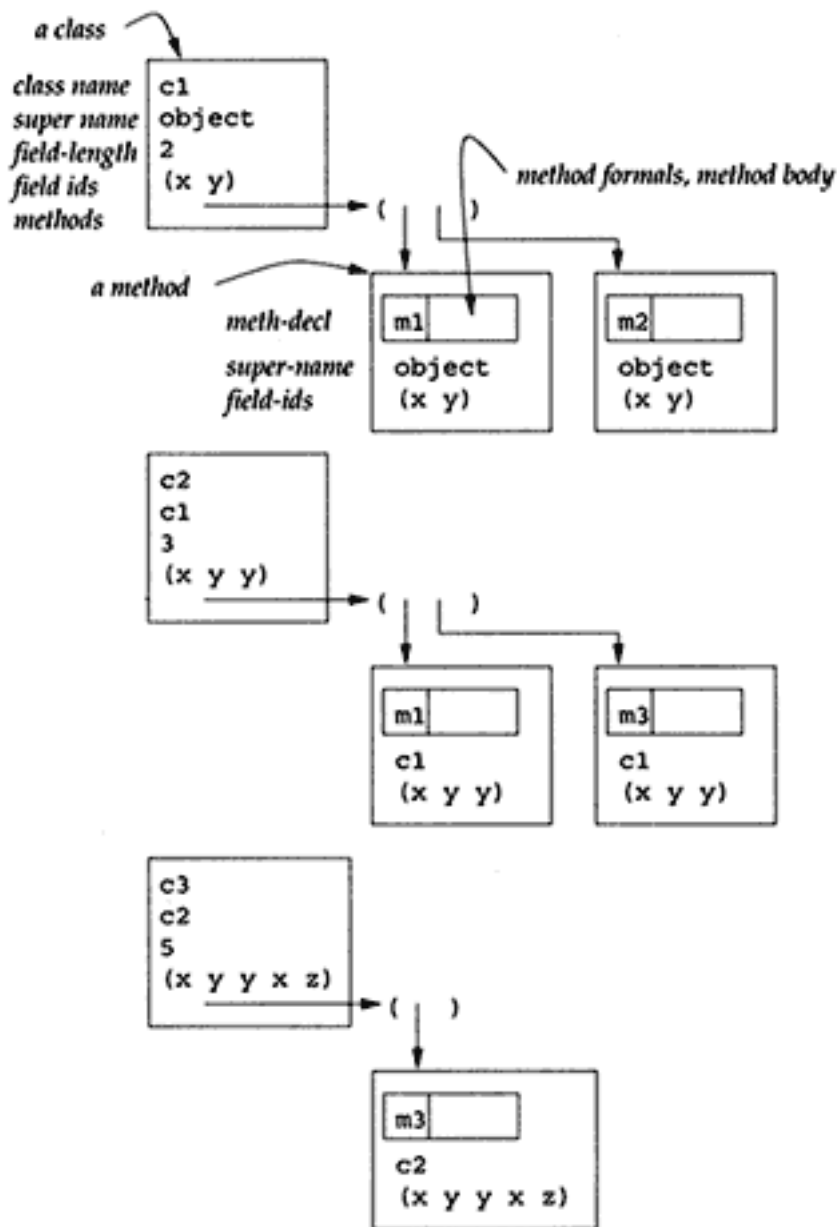 a class
class name c1
super name object
field-length 2
field ids (x y)
methods
method formals, method body
( )
a method
meth-decl m1 m2
super-name object object
field-ids (x y) (x y)
c2
c1
3
(x y y)
( )
m1 m3
c1 c1
(x y y) (x y y)
c3
c2
5
(x y y x z)
( )
m3
c2
(x y y x z)